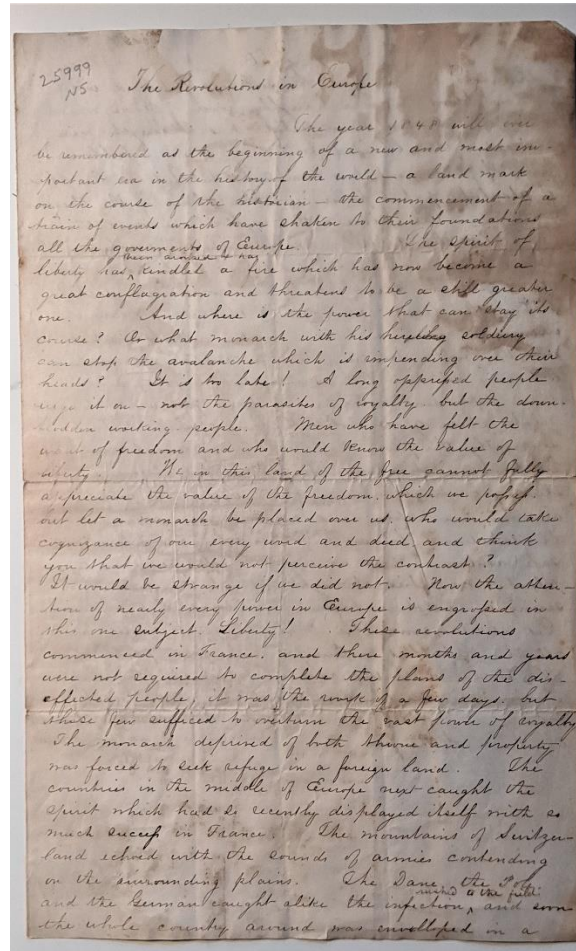 25999
NS
The Revolutions in Europe
The year 1848 will ever
be remembered as the beginning of a new and most im-
portant era in the history of the world - a land mark
on the course of the historian - the commencement of a
train of events which have shaken to their foundations
all the goverments of Europe. The spirit of
been aroused & has
liberty has ^ kindled a fire which has now become a
great conflagration and threatens to be a still greater
one. And where is the power that can stay its
course? Or what monarch with his hireling soldiery
can stop the avalanche which is impending over their
heads? It is too late! A long oppressed people
urge it on - not the parasites of loyalty but the down-
trodden working people. Men who have felt the
want of freedom and who would know the value of
liberty. We in this land of the free cannot fully
appreciate the value of the freedom which we possess.
but let a monarch be placed over us, who would take
cognizance of our every word and deed and think
you that we would not perceive the contrast?
It would be strange if we did not. Now the atten-
tion of nearly every power in Europe is engrossed in
this one subject. Liberty! These revolutions
commenced in France, and there months and years
were not required to complete the plans of the dis-
effected people, it was the work of a few days. but
those few sufficed to overturn the vast power of royalty
The monarch deprived of both throne and property
was forced to seek refuge in a foreign land. The
countries in the middle of Europe next caught the
spirit which had so recently displayed itself with so
much success in France. The mountains of Switzer-
land echoed with the sounds of armies contending
on the surrounding plains. The Dane the Pole
rushed to the field
and the German caught alike the infection, ^ and soon
the whole country around was envelloped in a